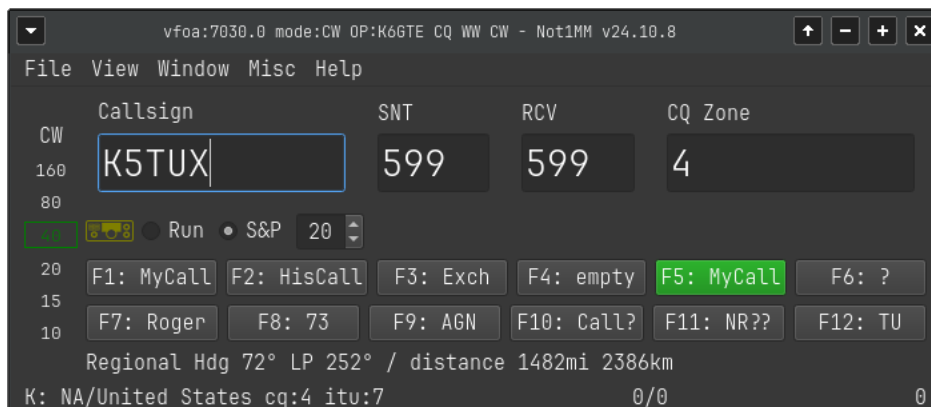 vfoa:7030.0 mode:CW OP:K6GTE CQ WW CW - Not1MM v24.10.8
File View Window Misc Help
Callsign SNT RCV CQ Zone
CW
K5TUX 599 599 4
160
80
40 Run S&P 20
20 F1: MyCall F2: HisCall F3: Exch F4: empty F5: MyCall F6: ?
15
10 F7: Roger F8: 73 F9: AGN F10: Call? F11: NR?? F12: TU
Regional Hdg 72° LP 252° / distance 1482mi 2386km
K: NA/United States cq:4 itu:7 0/0 0